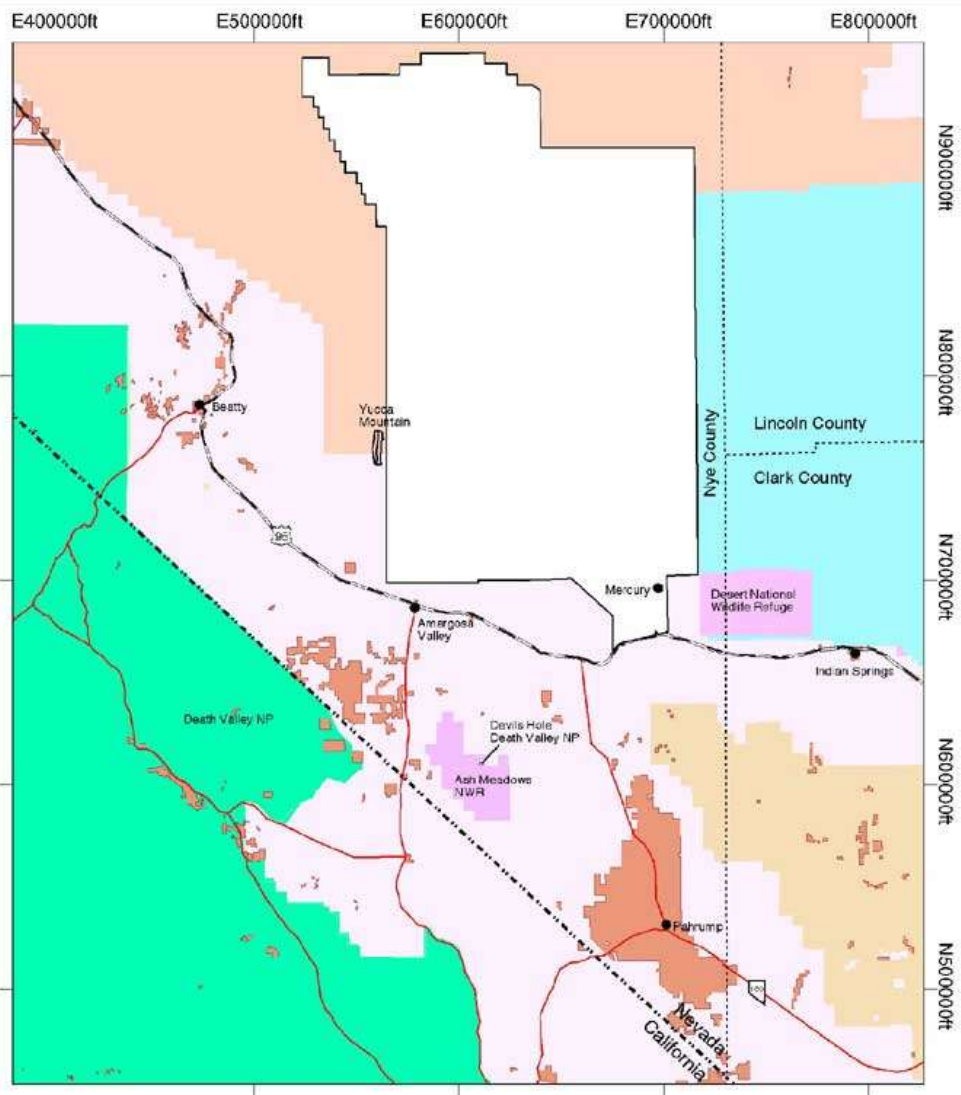 E400000ft
E500000ft
E600000ft
E700000ft
E800000ft
N900000ft
N800000ft
Beatty
Yucca
Mountain
Nye County
Lincoln County
Clark County
95
N700000ft
Mercury
Desert National
Wildlife Refuge
Amargosa
Valley
Indian Springs
Death Valley NP
Devils Hole
Death Valley NP
Ash Meadows
NWR
N600000ft
Pahrump
N500000ft
Nevada
California